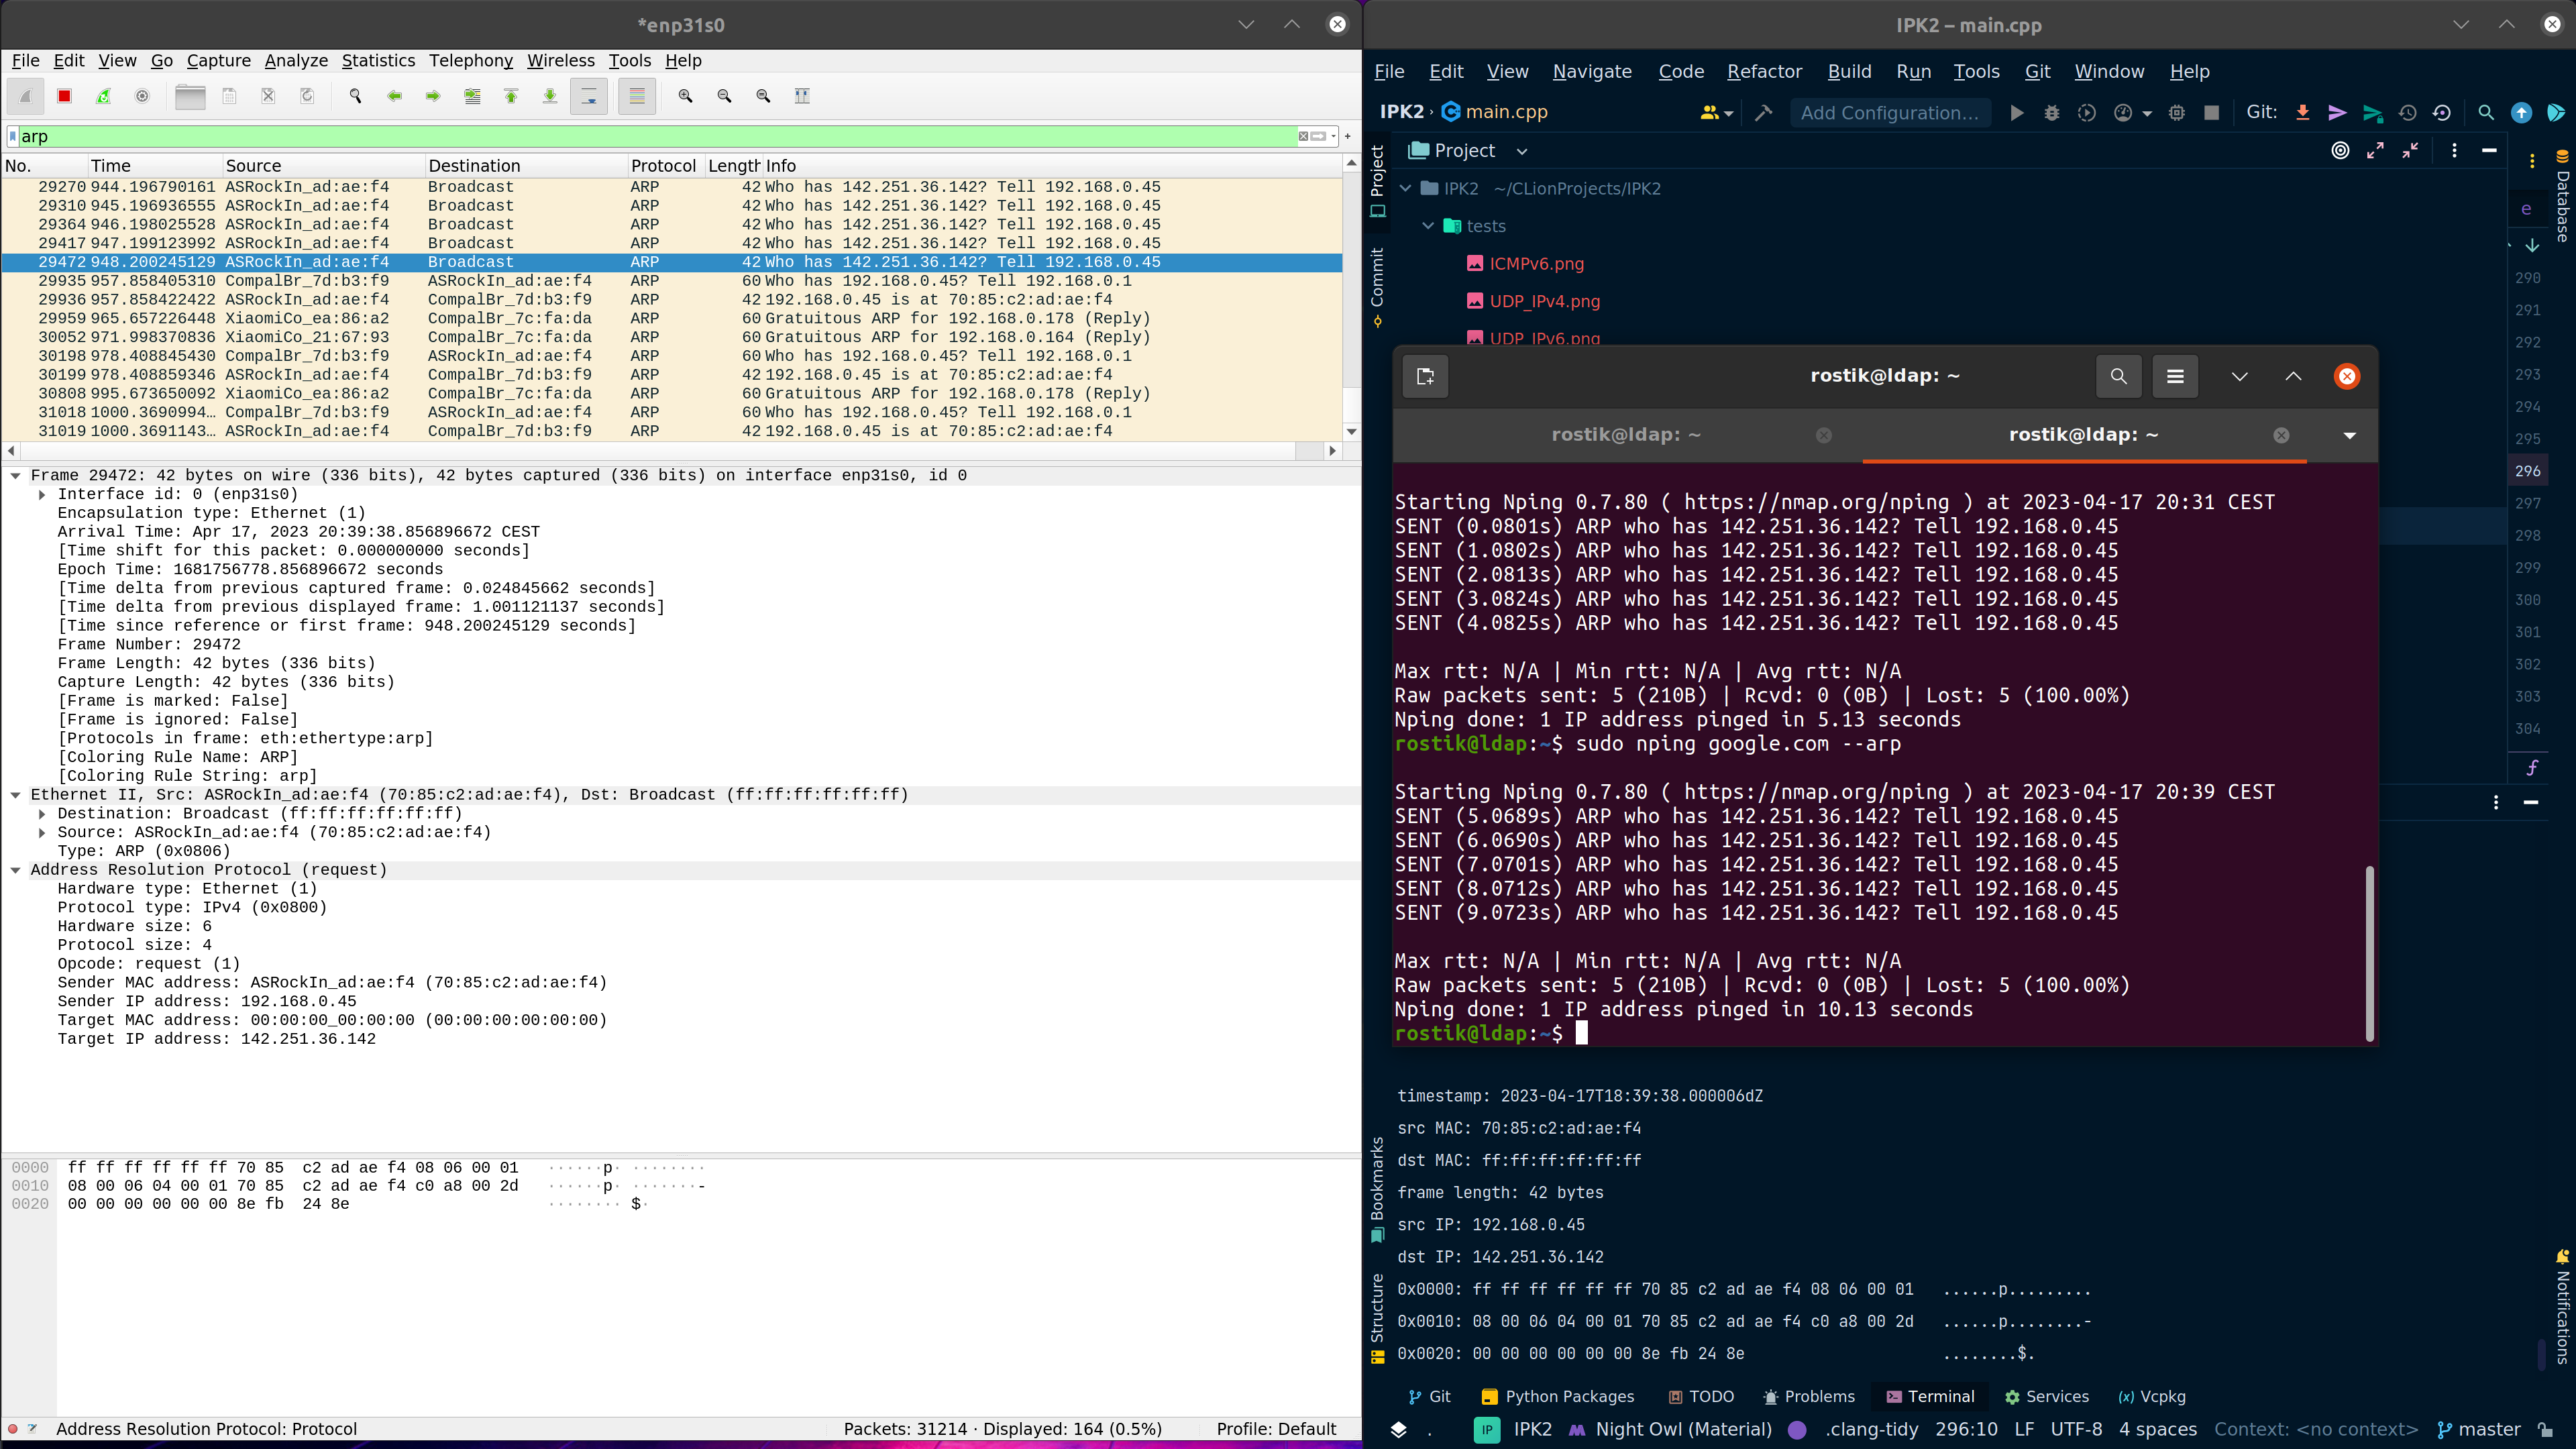 *enp31s0
File Edit View Go Capture Analyze Statistics Telephony Wireless Tools Help
arp
No. Time Source Destination Protocol Length Info
29270 944.196790161 ASRockIn_ad:ae:f4 Broadcast ARP 42 Who has 142.251.36.142? Tell 192.168.0.45
29310 945.196936555 ASRockIn_ad:ae:f4 Broadcast ARP 42 Who has 142.251.36.142? Tell 192.168.0.45
29364 946.198025528 ASRockIn_ad:ae:f4 Broadcast ARP 42 Who has 142.251.36.142? Tell 192.168.0.45
29417 947.199123992 ASRockIn_ad:ae:f4 Broadcast ARP 42 Who has 142.251.36.142? Tell 192.168.0.45
29472 948.200245129 ASRockIn_ad:ae:f4 Broadcast ARP 42 Who has 142.251.36.142? Tell 192.168.0.45
29935 957.858405310 CompalBr_7d:b3:f9 ASRockIn_ad:ae:f4 ARP 60 Who has 192.168.0.45? Tell 192.168.0.1
29936 957.858422422 ASRockIn_ad:ae:f4 CompalBr_7d:b3:f9 ARP 42 192.168.0.45 is at 70:85:c2:ad:ae:f4
29959 965.657226448 XiaomiCo_ea:86:a2 CompalBr_7c:fa:da ARP 60 Gratuitous ARP for 192.168.0.178 (Reply)
30052 971.998370836 XiaomiCo_21:67:93 CompalBr_7c:fa:da ARP 60 Gratuitous ARP for 192.168.0.164 (Reply)
30198 978.408845430 CompalBr_7d:b3:f9 ASRockIn_ad:ae:f4 ARP 60 Who has 192.168.0.45? Tell 192.168.0.1
30199 978.408859346 ASRockIn_ad:ae:f4 CompalBr_7d:b3:f9 ARP 42 192.168.0.45 is at 70:85:c2:ad:ae:f4
30808 995.673650092 XiaomiCo_ea:86:a2 CompalBr_7c:fa:da ARP 60 Gratuitous ARP for 192.168.0.178 (Reply)
31018 1000.3690994… CompalBr_7d:b3:f9 ASRockIn_ad:ae:f4 ARP 60 Who has 192.168.0.45? Tell 192.168.0.1
31019 1000.3691143… ASRockIn_ad:ae:f4 CompalBr_7d:b3:f9 ARP 42 192.168.0.45 is at 70:85:c2:ad:ae:f4
Frame 29472: 42 bytes on wire (336 bits), 42 bytes captured (336 bits) on interface enp31s0, id 0
Interface id: 0 (enp31s0)
Encapsulation type: Ethernet (1)
Arrival Time: Apr 17, 2023 20:39:38.856896672 CEST
[Time shift for this packet: 0.000000000 seconds]
Epoch Time: 1681756778.856896672 seconds
[Time delta from previous captured frame: 0.024845662 seconds]
[Time delta from previous displayed frame: 1.001121137 seconds]
[Time since reference or first frame: 948.200245129 seconds]
Frame Number: 29472
Frame Length: 42 bytes (336 bits)
Capture Length: 42 bytes (336 bits)
[Frame is marked: False]
[Frame is ignored: False]
[Protocols in frame: eth:ethertype:arp]
[Coloring Rule Name: ARP]
[Coloring Rule String: arp]
Ethernet II, Src: ASRockIn_ad:ae:f4 (70:85:c2:ad:ae:f4), Dst: Broadcast (ff:ff:ff:ff:ff:ff)
Destination: Broadcast (ff:ff:ff:ff:ff:ff)
Source: ASRockIn_ad:ae:f4 (70:85:c2:ad:ae:f4)
Type: ARP (0x0806)
Address Resolution Protocol (request)
Hardware type: Ethernet (1)
Protocol type: IPv4 (0x0800)
Hardware size: 6
Protocol size: 4
Opcode: request (1)
Sender MAC address: ASRockIn_ad:ae:f4 (70:85:c2:ad:ae:f4)
Sender IP address: 192.168.0.45
Target MAC address: 00:00:00_00:00:00 (00:00:00:00:00:00)
Target IP address: 142.251.36.142
0000 ff ff ff ff ff ff 70 85 c2 ad ae f4 08 06 00 01 ······p· ········
0010 08 00 06 04 00 01 70 85 c2 ad ae f4 c0 a8 00 2d ······p· ·······-
0020 00 00 00 00 00 00 8e fb 24 8e ········ $·
Address Resolution Protocol: Protocol Packets: 31214 · Displayed: 164 (0.5%) Profile: Default
IPK2 – main.cpp
File Edit View Navigate Code Refactor Build Run Tools Git Window Help
IPK2 › main.cpp Add Configuration… Git:
Project
Project
Commit
IPK2 ~/CLionProjects/IPK2
tests
ICMPv6.png
UDP_IPv4.png
UDP_IPv6.png
Database
e
290
291
292
293
294
295
296
297
298
299
300
301
302
303
304
f
rostik@ldap: ~
rostik@ldap: ~ rostik@ldap: ~
Starting Nping 0.7.80 ( https://nmap.org/nping ) at 2023-04-17 20:31 CEST
SENT (0.0801s) ARP who has 142.251.36.142? Tell 192.168.0.45
SENT (1.0802s) ARP who has 142.251.36.142? Tell 192.168.0.45
SENT (2.0813s) ARP who has 142.251.36.142? Tell 192.168.0.45
SENT (3.0824s) ARP who has 142.251.36.142? Tell 192.168.0.45
SENT (4.0825s) ARP who has 142.251.36.142? Tell 192.168.0.45
Max rtt: N/A | Min rtt: N/A | Avg rtt: N/A
Raw packets sent: 5 (210B) | Rcvd: 0 (0B) | Lost: 5 (100.00%)
Nping done: 1 IP address pinged in 5.13 seconds
rostik@ldap:~$ sudo nping google.com --arp
Starting Nping 0.7.80 ( https://nmap.org/nping ) at 2023-04-17 20:39 CEST
SENT (5.0689s) ARP who has 142.251.36.142? Tell 192.168.0.45
SENT (6.0690s) ARP who has 142.251.36.142? Tell 192.168.0.45
SENT (7.0701s) ARP who has 142.251.36.142? Tell 192.168.0.45
SENT (8.0712s) ARP who has 142.251.36.142? Tell 192.168.0.45
SENT (9.0723s) ARP who has 142.251.36.142? Tell 192.168.0.45
Max rtt: N/A | Min rtt: N/A | Avg rtt: N/A
Raw packets sent: 5 (210B) | Rcvd: 0 (0B) | Lost: 5 (100.00%)
Nping done: 1 IP address pinged in 10.13 seconds
rostik@ldap:~$
timestamp: 2023-04-17T18:39:38.000006dZ
src MAC: 70:85:c2:ad:ae:f4
dst MAC: ff:ff:ff:ff:ff:ff
frame length: 42 bytes
src IP: 192.168.0.45
dst IP: 142.251.36.142
0x0000: ff ff ff ff ff ff 70 85 c2 ad ae f4 08 06 00 01 ......p.........
0x0010: 08 00 06 04 00 01 70 85 c2 ad ae f4 c0 a8 00 2d ......p........-
0x0020: 00 00 00 00 00 00 8e fb 24 8e ........$.
Bookmarks
Structure
Notifications
Git Python Packages TODO Problems Terminal Services (x) Vcpkg
. IP IPK2 Night Owl (Material) .clang-tidy 296:10 LF UTF-8 4 spaces Context: <no context> master